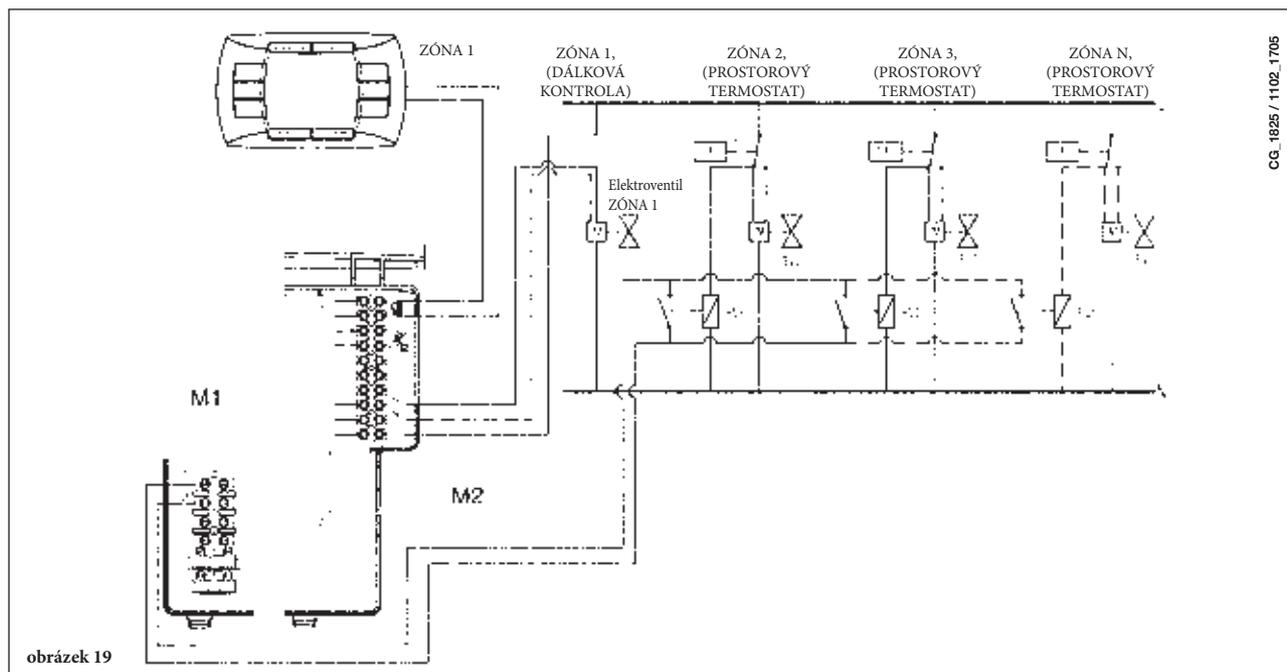 ZÓNA 1
ZÓNA 1,
(DÁLKOVÁ
KONTROLA)
ZÓNA 2,
(PROSTOROVÝ
TERMOSTAT)
ZÓNA 3,
(PROSTOROVÝ
TERMOSTAT)
ZÓNA N,
(PROSTOROVÝ
TERMOSTAT)
CG_1825 / 1102_1705
Elektroventil
ZÓNA 1
M1
M2
obrázek 19